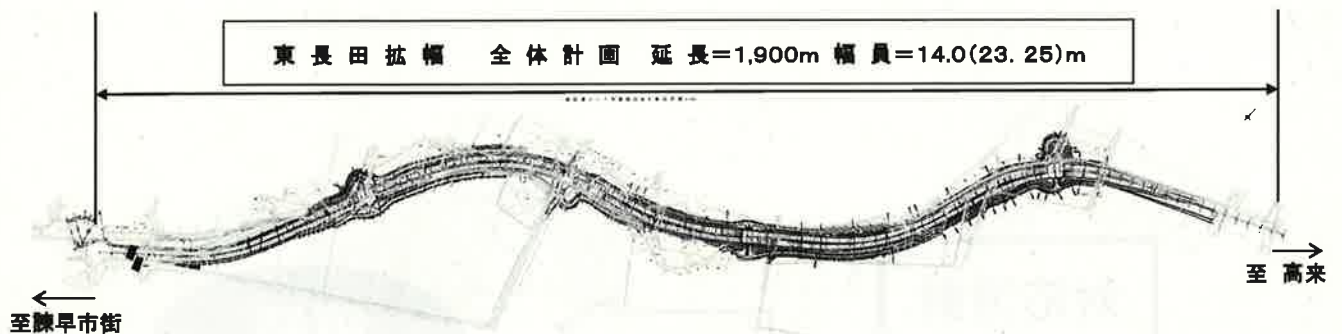 東長田拡幅 全体計画 延長=1,900m 幅員=14.0(23.25)m
至 高来
至諫早市街